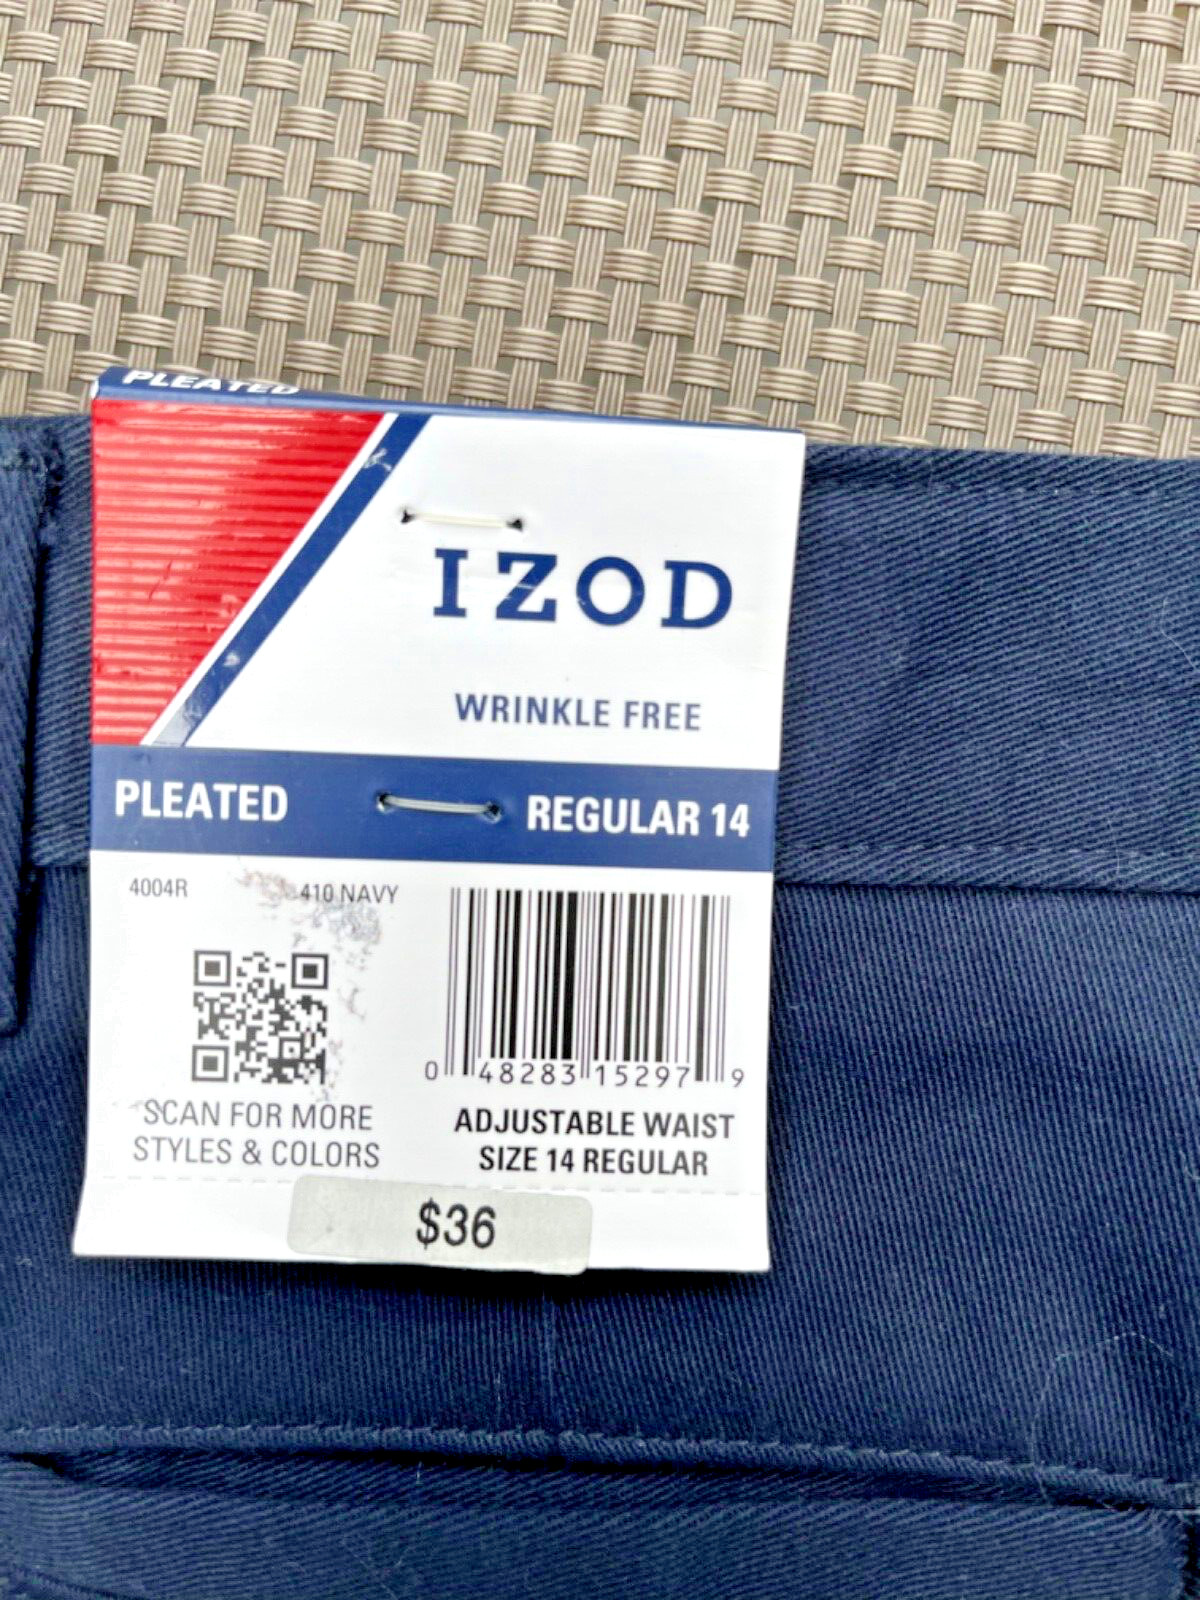 PLEATED
IZOD
WRINKLE FREE
PLEATED REGULAR 14
4004R 410 NAVY
0 48283 15297 9
SCAN FOR MORE
STYLES & COLORS
ADJUSTABLE WAIST
SIZE 14 REGULAR
$36